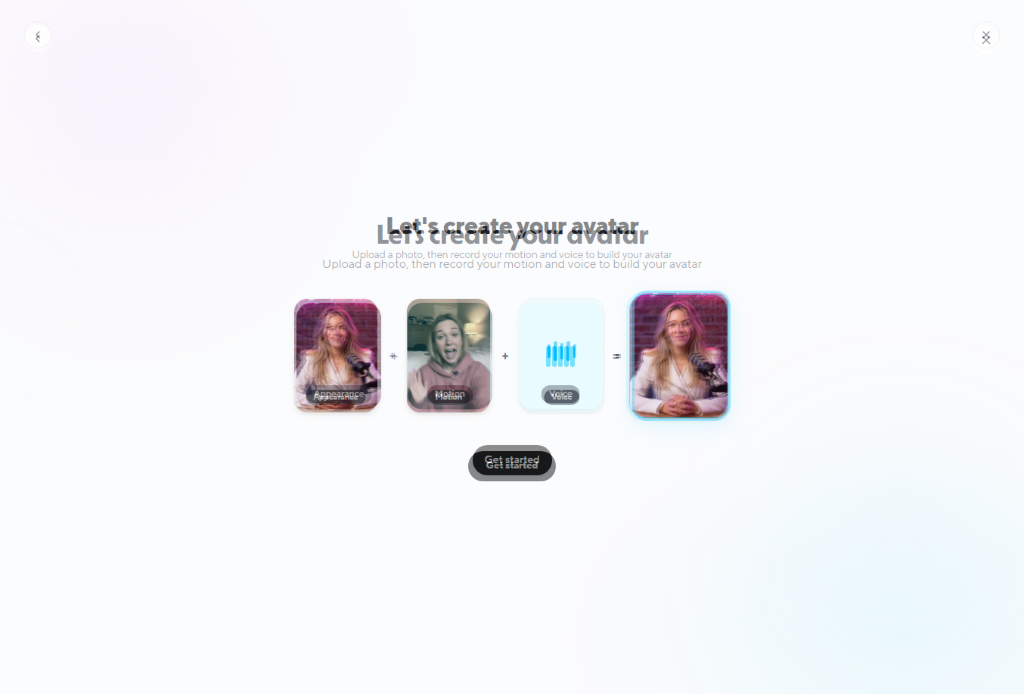 Let's create your avatar
Upload a photo, then record your motion and voice to build your avatar
Appearance
+
Motion
+
Voice
=
Get started